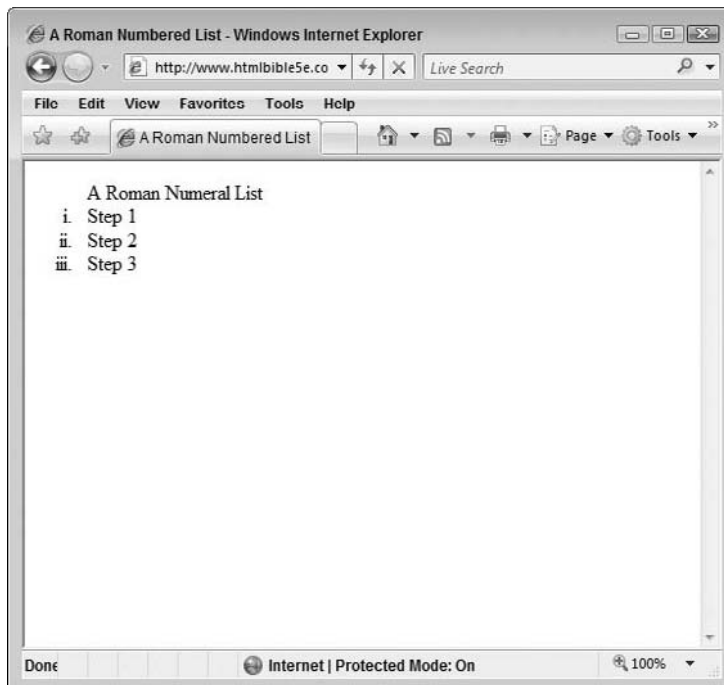 A Roman Numbered List - Windows Internet Explorer
http://www.htmlbible5e.co Live Search
File Edit View Favorites Tools Help
A Roman Numbered List Page Tools »
A Roman Numeral List
i. Step 1
ii. Step 2
iii. Step 3
Done Internet | Protected Mode: On 100%